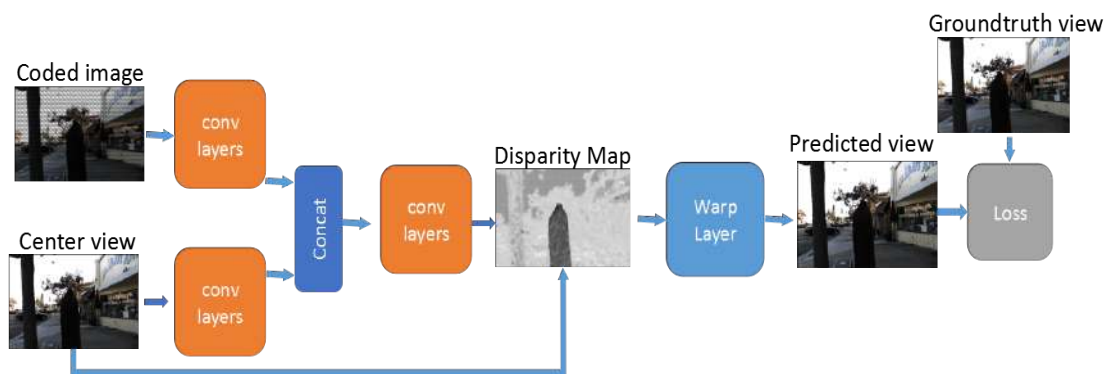 Groundtruth view
Coded image
conv
layers
Concat
conv
layers
Disparity Map
Warp
Layer
Predicted view
Loss
Center view
conv
layers